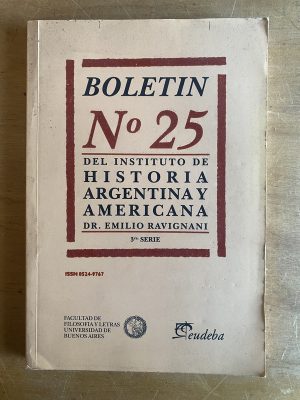 BOLETIN
Nº 25
DEL INSTITUTO DE
HISTORIA
ARGENTINA Y
AMERICANA
DR. EMILIO RAVIGNANI
3ra SERIE
ISSN 0524-9767
FACULTAD DE
FILOSOFIA Y LETRAS
UNIVERSIDAD DE
BUENOS AIRES
Eudeba